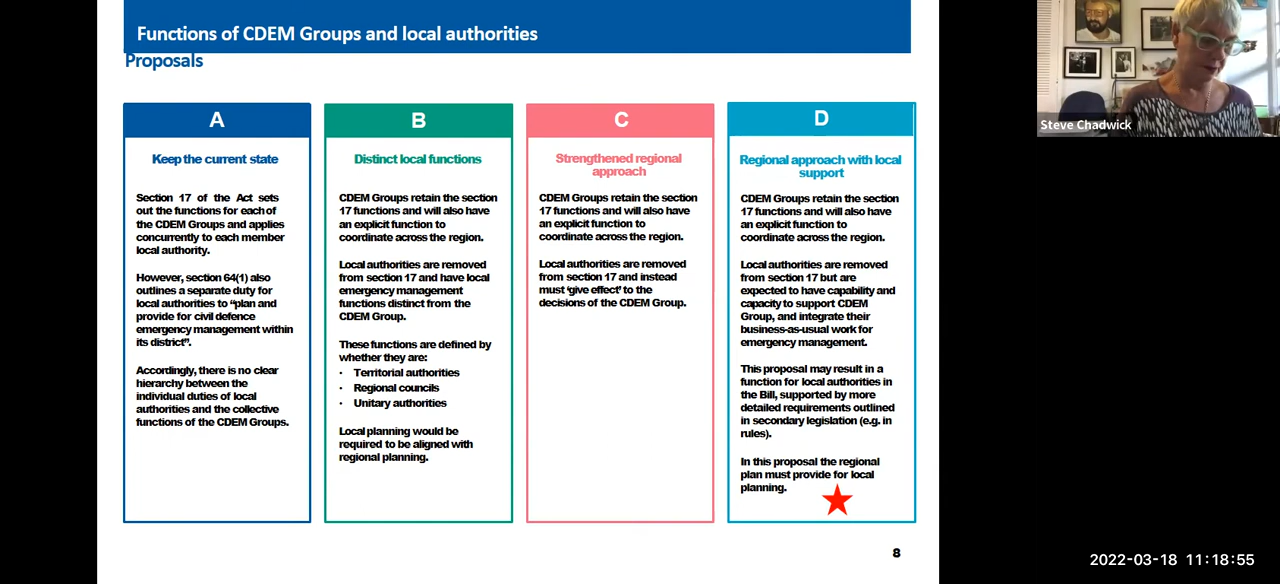 Functions of CDEM Groups and local authorities
Proposals
A
Keep the current state
Section 17 of the Act sets
out the functions for each of
the CDEM Groups and applies
concurrently to each member
local authority.
However, section 64(1) also
outlines a separate duty for
local authorities to “plan and
provide for civil defence
emergency management within
its district”.
Accordingly, there is no clear
hierarchy between the
individual duties of local
authorities and the collective
functions of the CDEM Groups.
B
Distinct local functions
CDEM Groups retain the section
17 functions and will also have
an explicit function to
coordinate across the region.
Local authorities are removed
from section 17 and have local
emergency management
functions distinct from the
CDEM Group.
These functions are defined by
whether they are:
· Territorial authorities
· Regional councils
· Unitary authorities
Local planning would be
required to be aligned with
regional planning.
C
Strengthened regional
approach
CDEM Groups retain the section
17 functions and will also have
an explicit function to
coordinate across the region.
Local authorities are removed
from section 17 and instead
must ‘give effect’ to the
decisions of the CDEM Group.
D
Regional approach with local
support
CDEM Groups retain the section
17 functions and will also have
an explicit function to
coordinate across the region.
Local authorities are removed
from section 17 but are
expected to have capability and
capacity to support CDEM
Group, and integrate their
business-as-usual work for
emergency management.
This proposal may result in a
function for local authorities in
the Bill, supported by more
detailed requirements outlined
in secondary legislation (e.g. in
rules).
In this proposal the regional
plan must provide for local
planning.
8
Steve Chadwick
2022-03-18 11:18:55